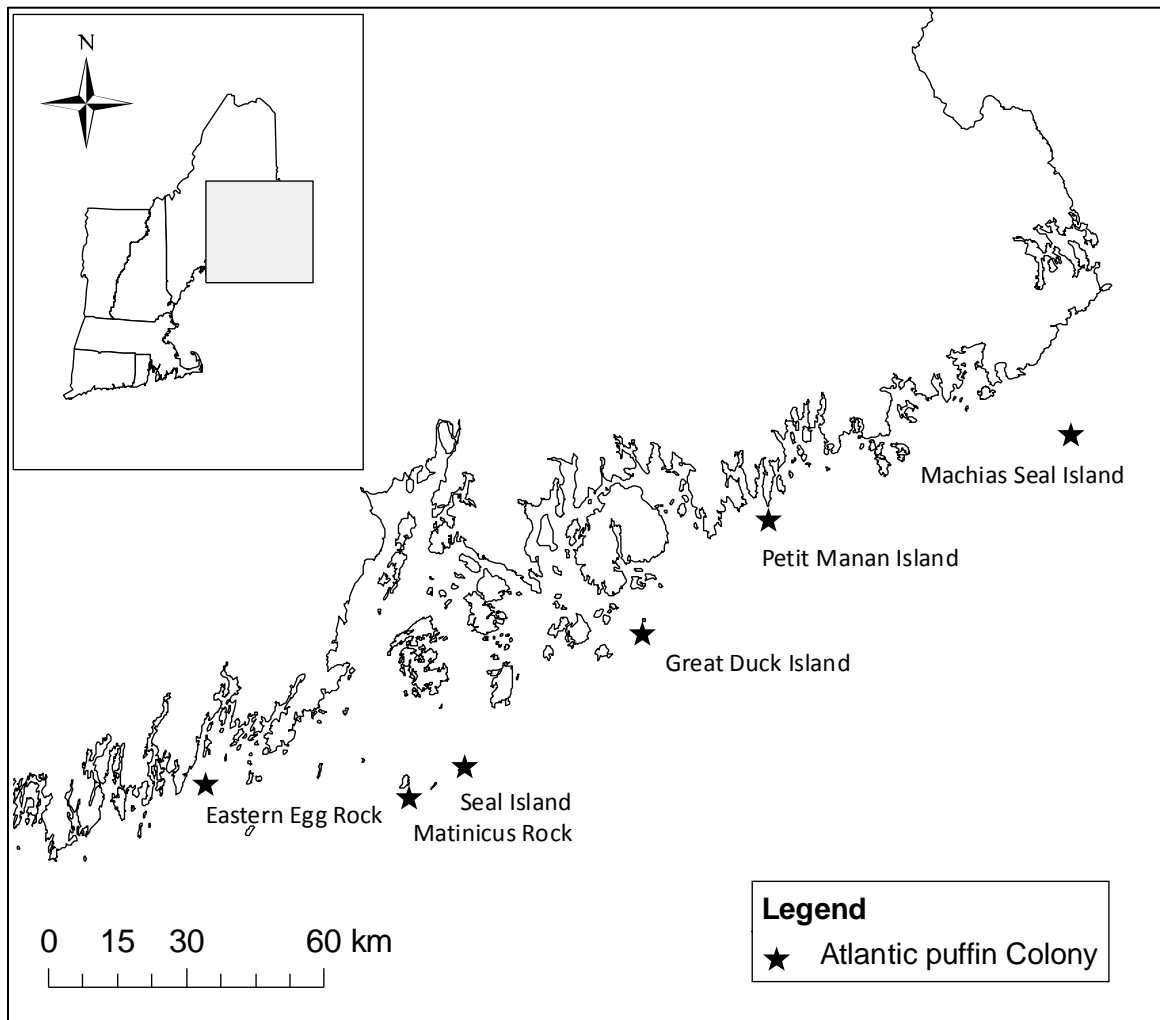 N
Machias Seal Island
Petit Manan Island
Great Duck Island
Eastern Egg Rock
Seal Island
Matinicus Rock
0 15 30 60 km
Legend
Atlantic puffin Colony